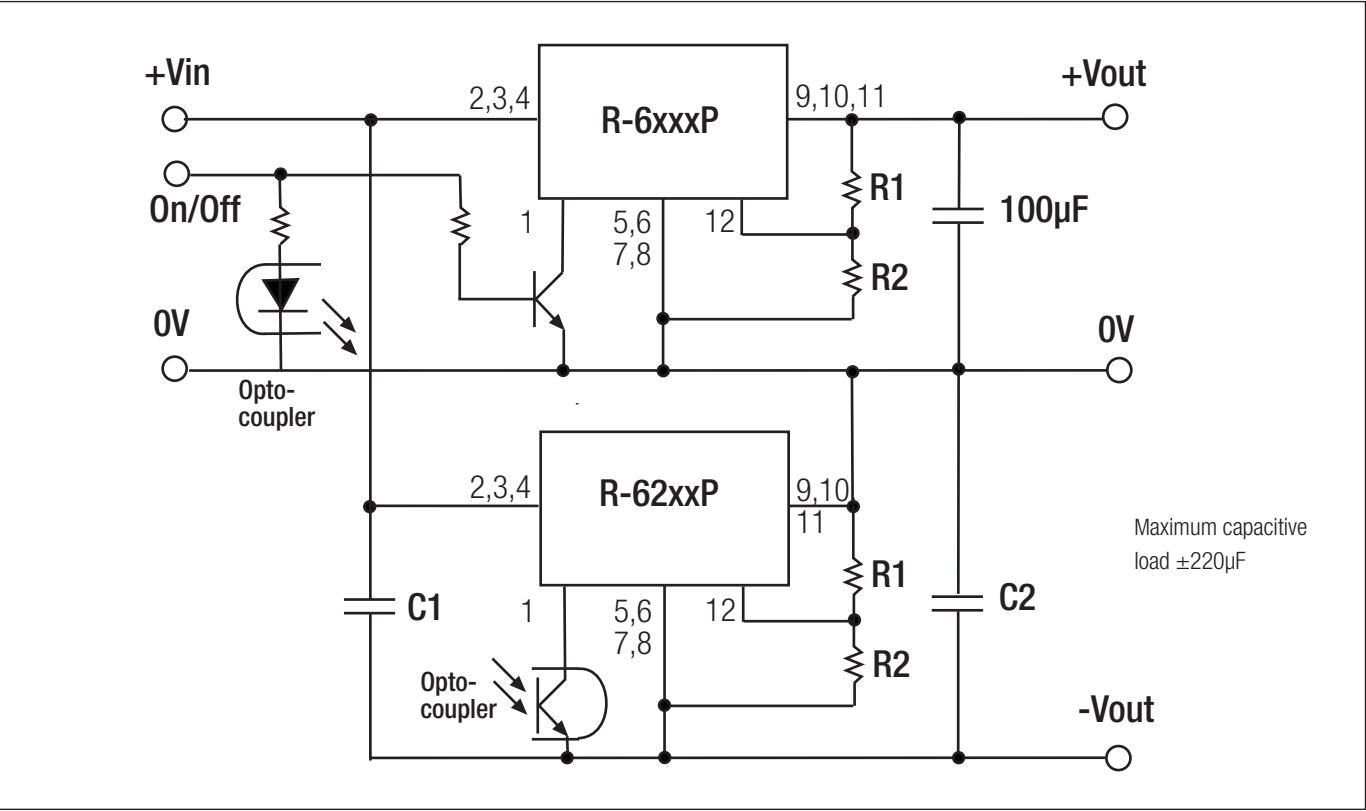 +Vin
2,3,4
R-6xxxP
9,10,11
+Vout
On/Off
1
5,6
7,8
12
R1
100µF
R2
0V
0V
Opto-
coupler
2,3,4
R-62xxP
9,10
11
Maximum capacitive
load ±220µF
C1
1
5,6
7,8
12
R1
C2
R2
Opto-
coupler
-Vout